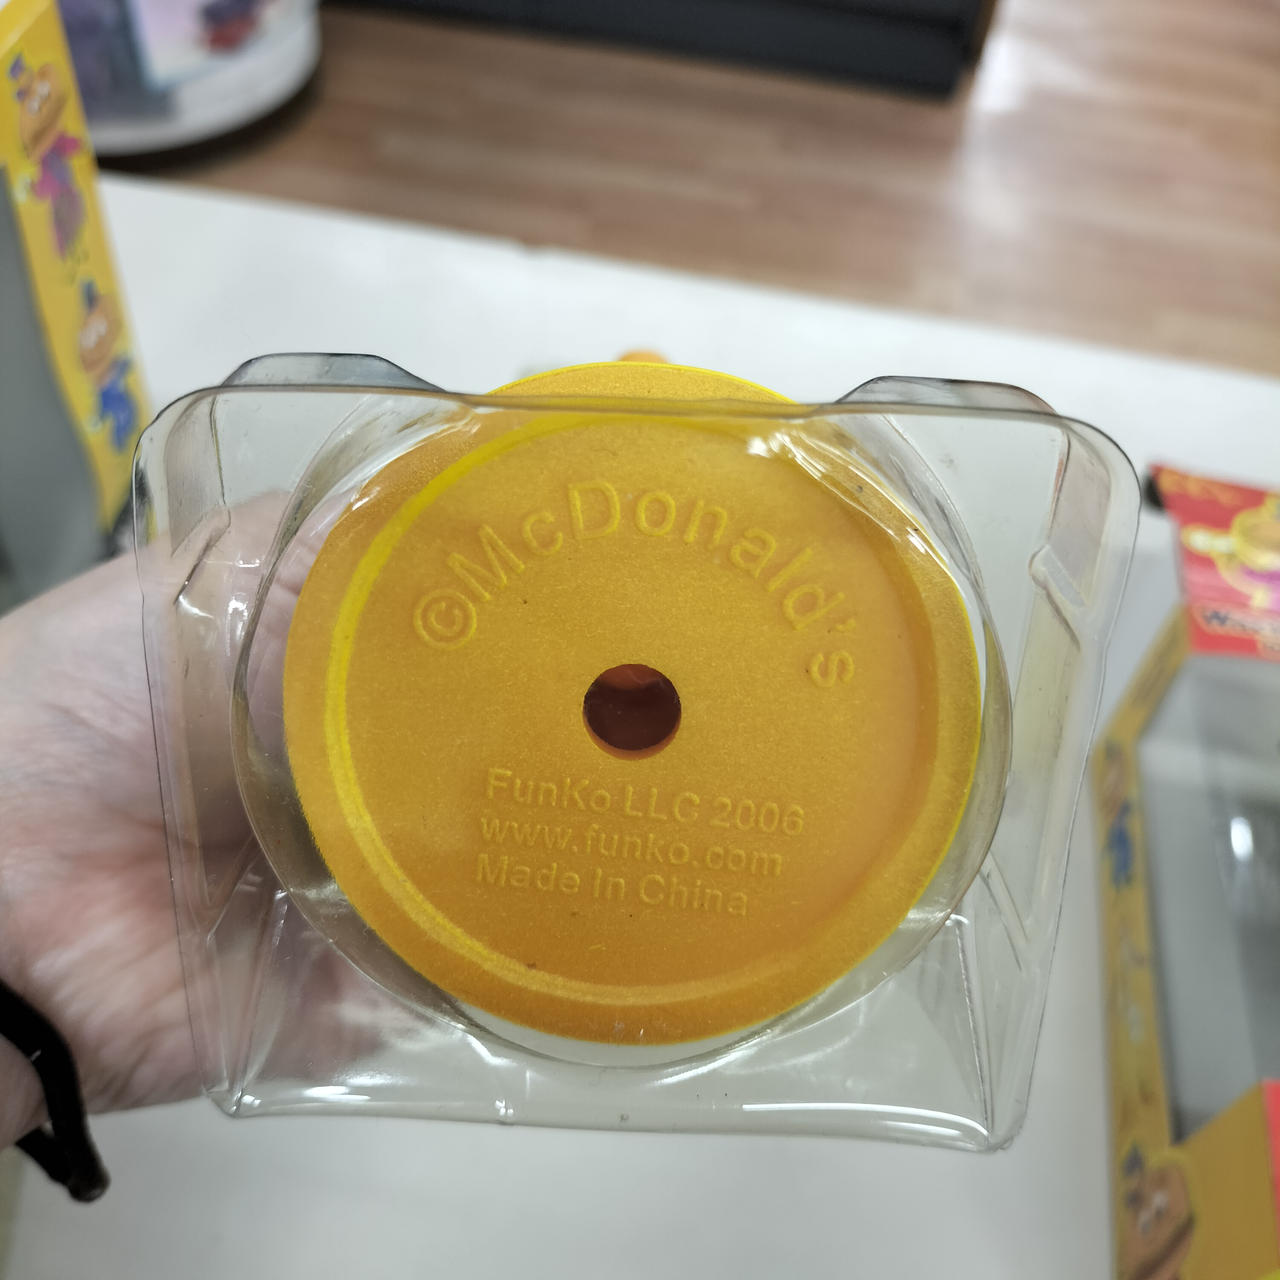 ©McDonald's
FunKo LLC 2006
www.funko.com
Made In China